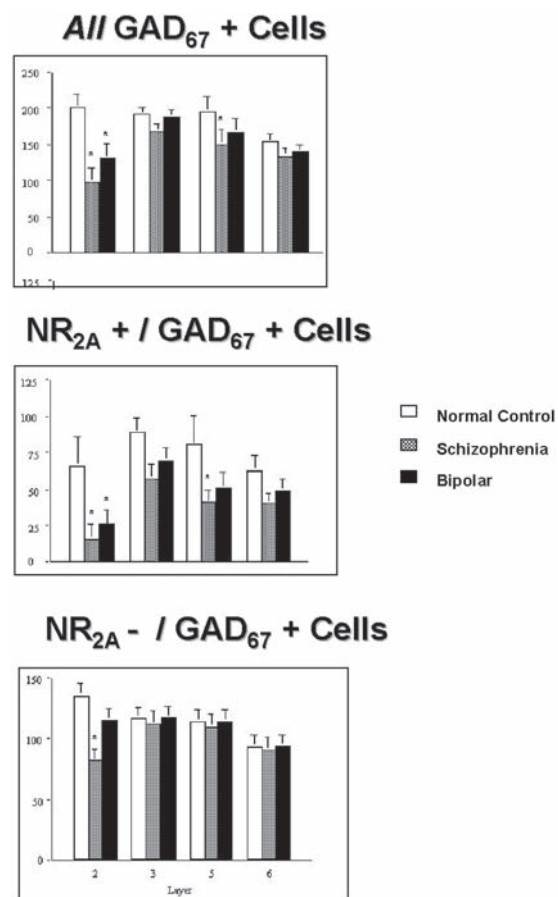 All GAD67 + Cells
250
200
150
100
50
0
125
NR2A + / GAD67 + Cells
125
100
75
50
25
0
Normal Control
Schizophrenia
Bipolar
NR2A - / GAD67 + Cells
150
100
50
0
* * *
* * *
*
2 3 5 6
Layer